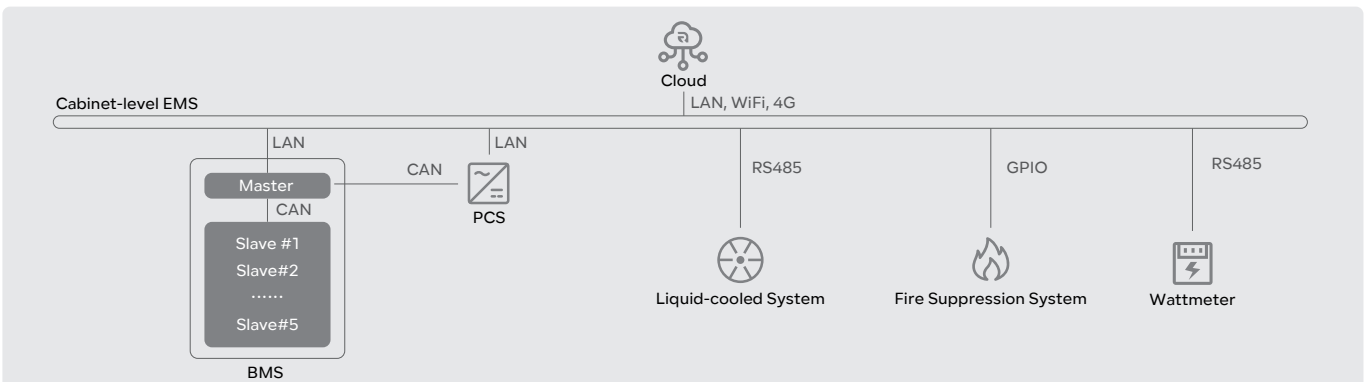 Cloud
Cabinet-level EMS
LAN, WiFi, 4G
LAN
LAN
Master
CAN
PCS
CAN
Slave #1
Slave#2
......
Slave#5
BMS
RS485
Liquid-cooled System
GPIO
Fire Suppression System
RS485
Wattmeter